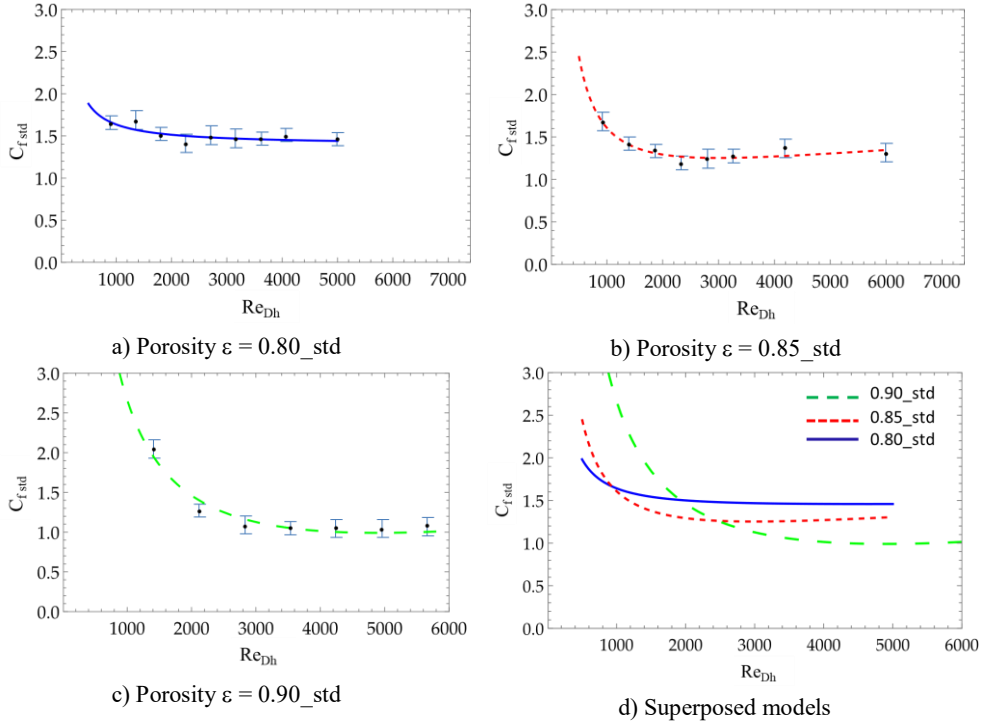 3.0
2.5
2.0
1.5
1.0
0.5
0.0
C_f std
1000 2000 3000 4000 5000 6000 7000
Re_Dh
a) Porosity ε = 0.80_std
3.0
2.5
2.0
1.5
1.0
0.5
0.0
C_f std
1000 2000 3000 4000 5000 6000 7000
Re_Dh
b) Porosity ε = 0.85_std
3.0
2.5
2.0
1.5
1.0
0.5
0.0
C_f std
1000 2000 3000 4000 5000 6000
Re_Dh
c) Porosity ε = 0.90_std
3.0
2.5
2.0
1.5
1.0
0.5
0.0
C_f std
0.90_std
0.85_std
0.80_std
1000 2000 3000 4000 5000 6000
Re_Dh
d) Superposed models